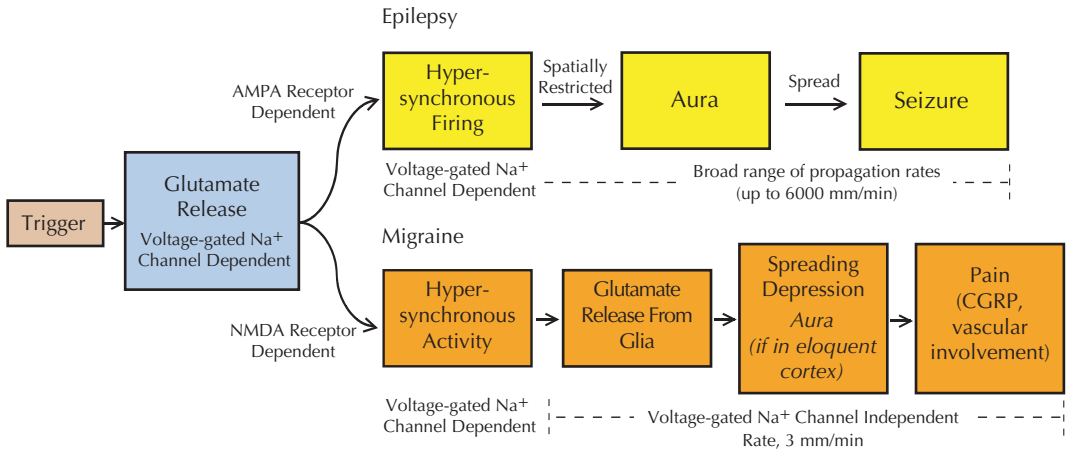 Epilepsy
AMPA Receptor
Dependent
Hyper-
synchronous
Firing
Spatially
Restricted
Aura
Spread
Seizure
Voltage-gated Na+
Channel Dependent
Broad range of propagation rates
(up to 6000 mm/min)
Trigger
Glutamate
Release
Voltage-gated Na+
Channel Dependent
Migraine
NMDA Receptor
Dependent
Hyper-
synchronous
Activity
Glutamate
Release From
Glia
Spreading
Depression
Aura
(if in eloquent
cortex)
Pain
(CGRP,
vascular
involvement)
Voltage-gated Na+
Channel Dependent
Voltage-gated Na+ Channel Independent
Rate, 3 mm/min